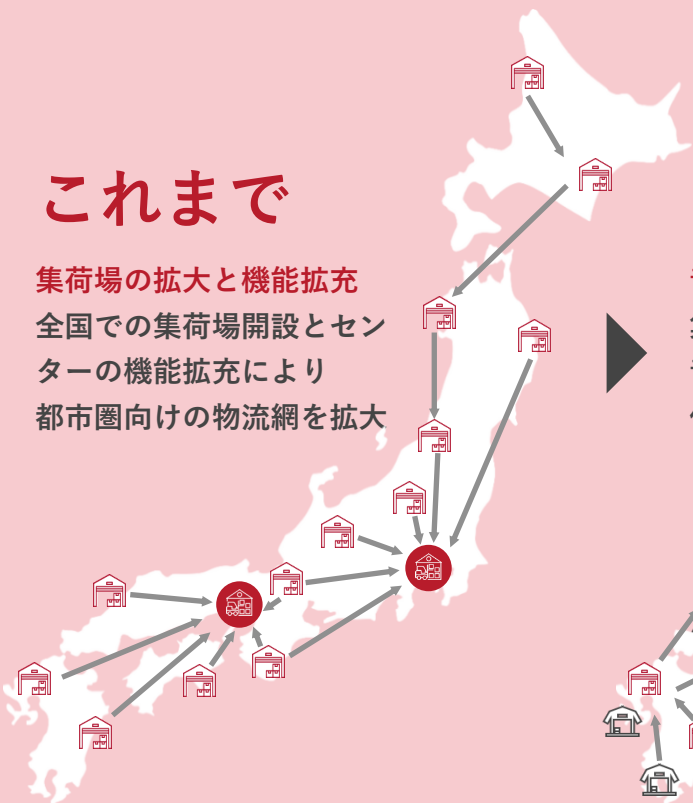 これまで
集荷場の拡大と機能拡充
全国での集荷場開設とセン
ターの機能拡充により
都市圏向けの物流網を拡大